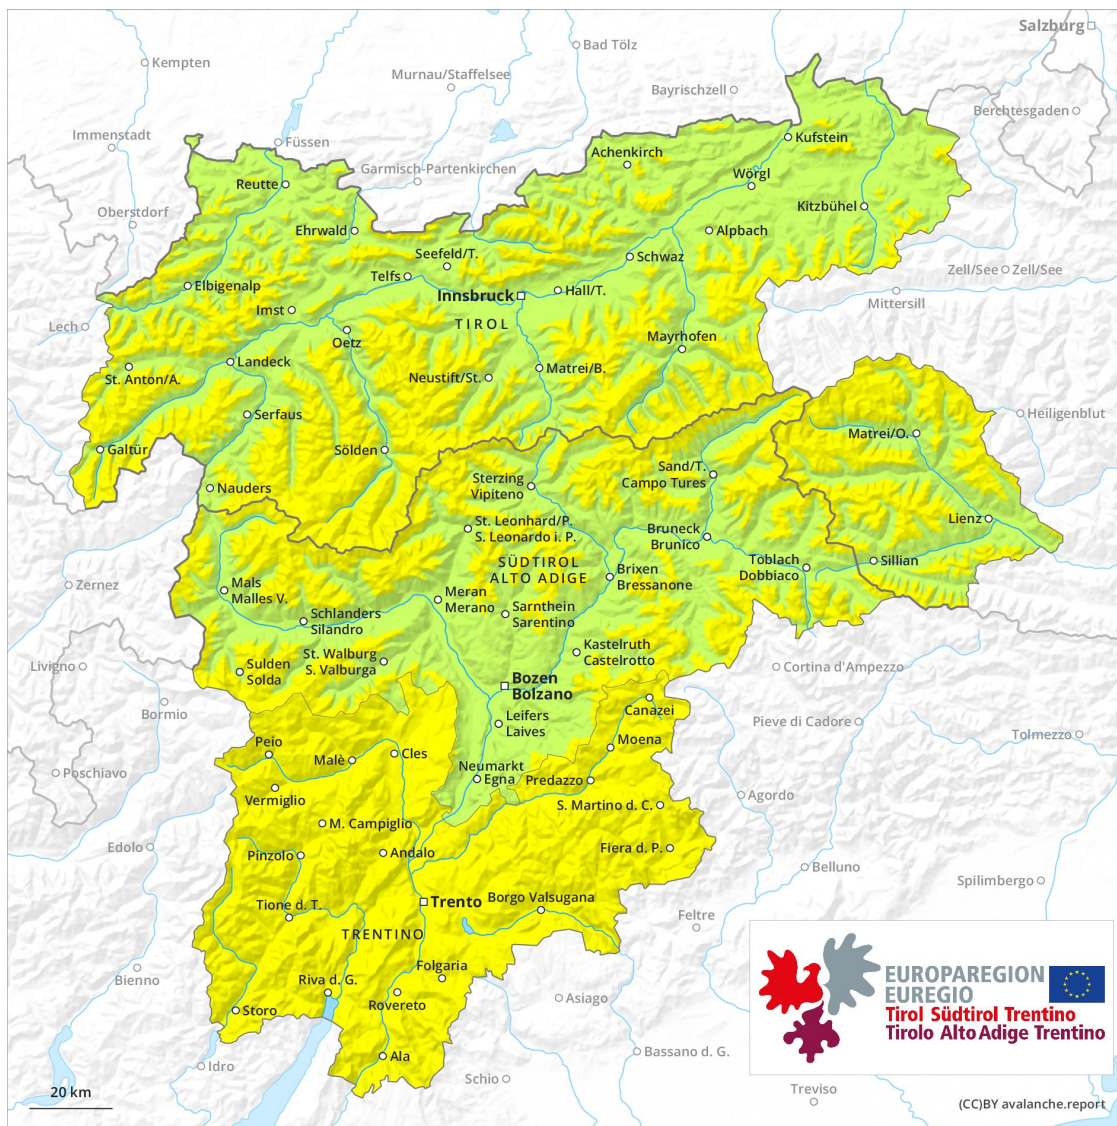 Salzburg
Bad Tölz
Kempten
Murnau/Staffelsee
Bayrischzell
Berchtesgaden
Immenstadt
Füssen
Kufstein
Achenkirch
Garmisch-Partenkirchen
Wörgl
Reutte
Kitzbühel
Oberstdorf
Ehrwald
Alpbach
Seefeld/T.
Schwaz
Telfs
Zell/See
Zell/See
Elbigenalp
Innsbruck
Hall/T.
Mittersill
Imst
TIROL
Lech
Oetz
Mayrhofen
Landeck
Matrei/B.
St. Anton/A.
Neustift/St.
Serfaus
Heiligenblut
Matrei/O.
Galtür
Sölden
Sand/T.
Campo Tures
Sterzing
Vipiteno
Nauders
St. Leonhard/P.
S. Leonardo i. P.
Lienz
Bruneck
Brunico
SÜDTIROL
ALTO ADIGE
Toblach
Dobbiaco
Sillian
Brixen
Bressanone
Zernez
Mals
Malles V.
Meran
Merano
Sarnthein
Sarentino
Schlanders
Silandro
Kastelruth
Castelrotto
St. Walburg
S. Valburga
Livigno
Sulden
Solda
Cortina d'Ampezzo
Bozen
Bolzano
Canazei
Bormio
Leifers
Laives
Pieve di Cadore
Tolmezzo
Peio
Moena
Malè
Cles
Poschiavo
Neumarkt
Egna
Predazzo
Vermiglio
S. Martino d. C.
Agordo
M. Campiglio
Edolo
Pinzolo
Andalo
Fiera d. P.
Belluno
Spilimbergo
Trento
Borgo Valsugana
Tione d. T.
Feltre
TRENTINO
Folgaria
Bienno
Riva d. G.
EUROPAREGION
EUREGIO
Tirol Südtirol Trentino
Tirolo Alto Adige Trentino
Rovereto
Asiago
Storo
Ala
Bassano d. G.
Idro
Schio
Treviso
20 km
(CC)BY avalanche.report